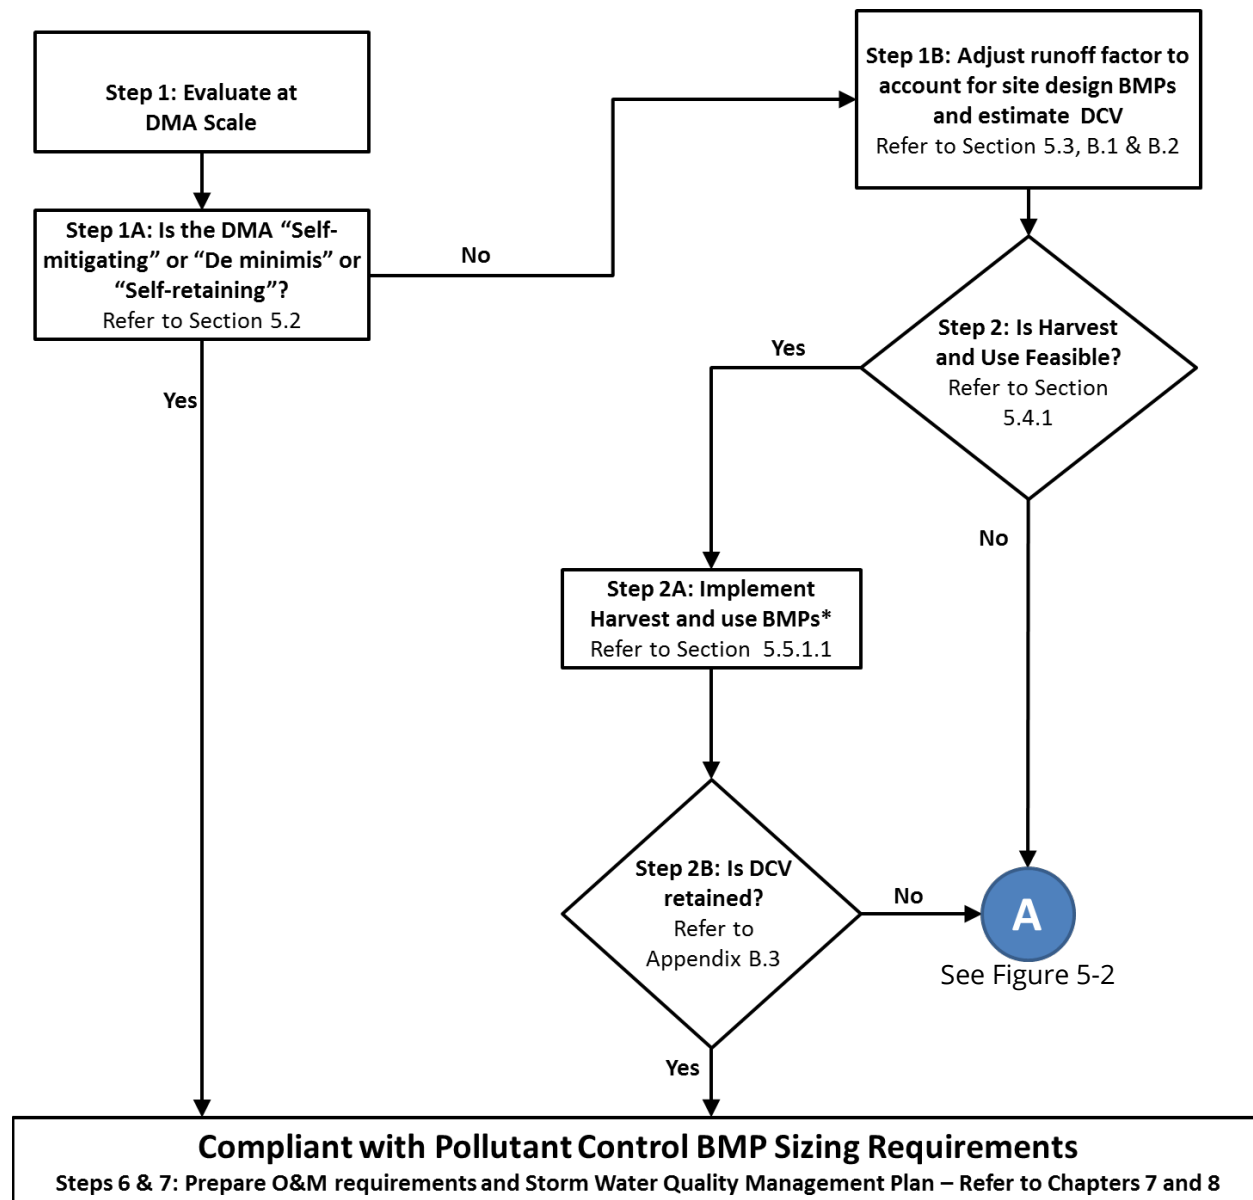 Step 1: Evaluate at
DMA Scale
Step 1A: Is the DMA “Self-
mitigating” or “De minimis” or
“Self-retaining”?
Refer to Section 5.2
No
Yes
Step 1B: Adjust runoff factor to
account for site design BMPs
and estimate DCV
Refer to Section 5.3, B.1 & B.2
Step 2: Is Harvest
and Use Feasible?
Refer to Section
5.4.1
Yes
No
Step 2A: Implement
Harvest and use BMPs*
Refer to Section 5.5.1.1
Step 2B: Is DCV
retained?
Refer to
Appendix B.3
No
A
See Figure 5-2
Yes
Compliant with Pollutant Control BMP Sizing Requirements
Steps 6 & 7: Prepare O&M requirements and Storm Water Quality Management Plan – Refer to Chapters 7 and 8